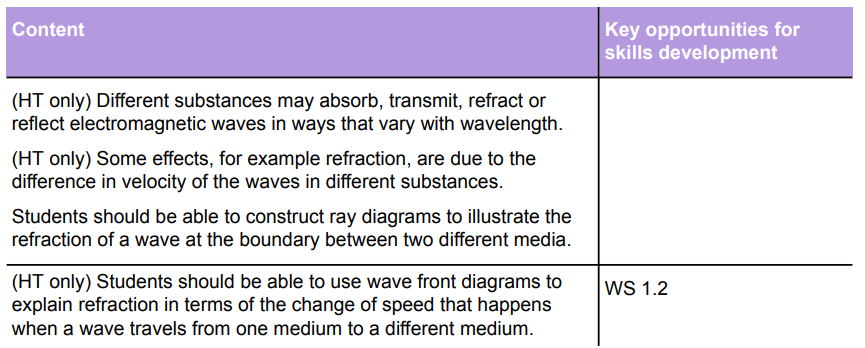 Content
Key opportunities for
skills development
(HT only) Different substances may absorb, transmit, refract or
reflect electromagnetic waves in ways that vary with wavelength.
(HT only) Some effects, for example refraction, are due to the
difference in velocity of the waves in different substances.
Students should be able to construct ray diagrams to illustrate the
refraction of a wave at the boundary between two different media.
(HT only) Students should be able to use wave front diagrams to
explain refraction in terms of the change of speed that happens
when a wave travels from one medium to a different medium.
WS 1.2